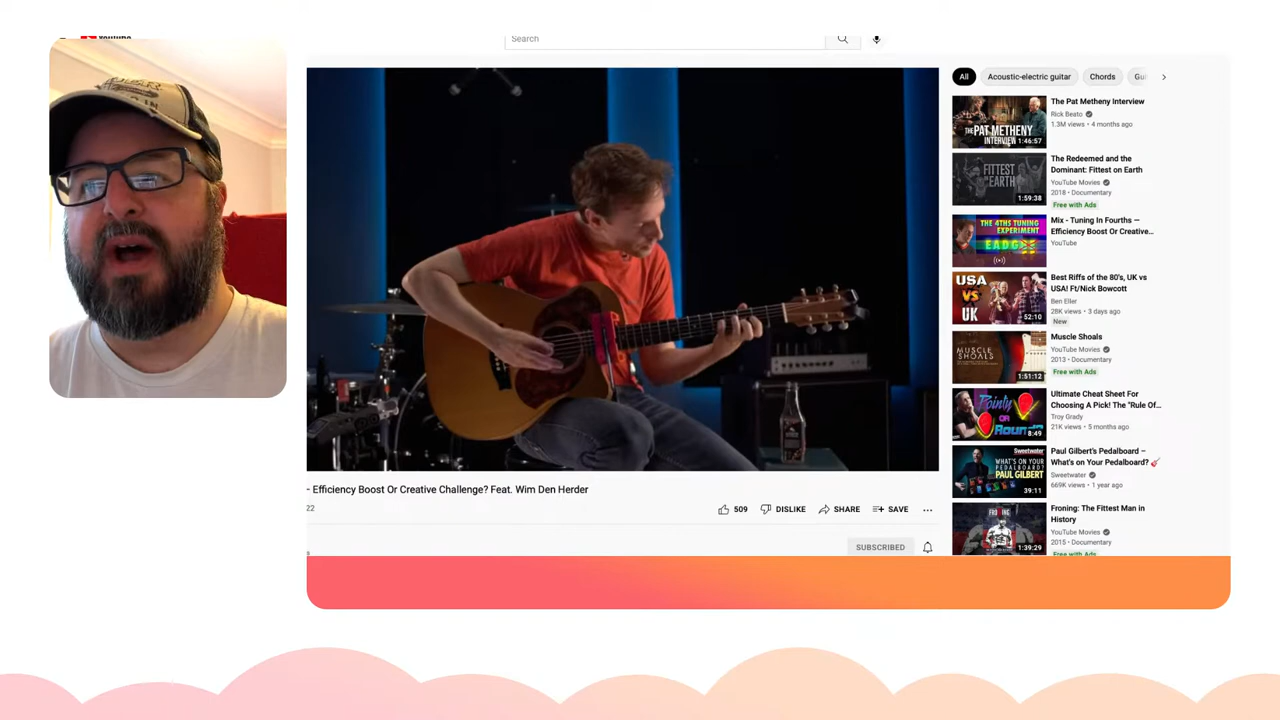 YouTube
Search
All
Acoustic-electric guitar
Chords
THE PAT METHENY
INTERVIEW
1:46:57
The Pat Metheny Interview
Rick Beato
1.3M views • 4 months ago
FITTEST
EARTH
1:59:38
The Redeemed and the
Dominant: Fittest on Earth
YouTube Movies
2018 • Documentary
Free with Ads
THE 4THS TUNING
EXPERIMENT
Mix - Tuning In Fourths —
Efficiency Boost Or Creative...
YouTube
USA
VS
UK
52:10
Best Riffs of the 80's, UK vs
USA! Ft/Nick Bowcott
Ben Eller
28K views • 3 days ago
New
MUSCLE
SHOALS
1:51:12
Muscle Shoals
YouTube Movies
2013 • Documentary
Free with Ads
Pointy
OR
Round
8:49
Ultimate Cheat Sheet For
Choosing A Pick! The "Rule Of...
Troy Grady
21K views • 5 months ago
Sweetwater
WHAT'S ON YOUR
PEDALBOARD?
PAUL GILBERT
39:11
Paul Gilbert's Pedalboard –
What's on Your Pedalboard? 🎸
Sweetwater
669K views • 1 year ago
FRONING
1:39:29
Froning: The Fittest Man in
History
YouTube Movies
2015 • Documentary
Free with Ads
- Efficiency Boost Or Creative Challenge? Feat. Wim Den Herder
22
509
DISLIKE
SHARE
SAVE
SUBSCRIBED